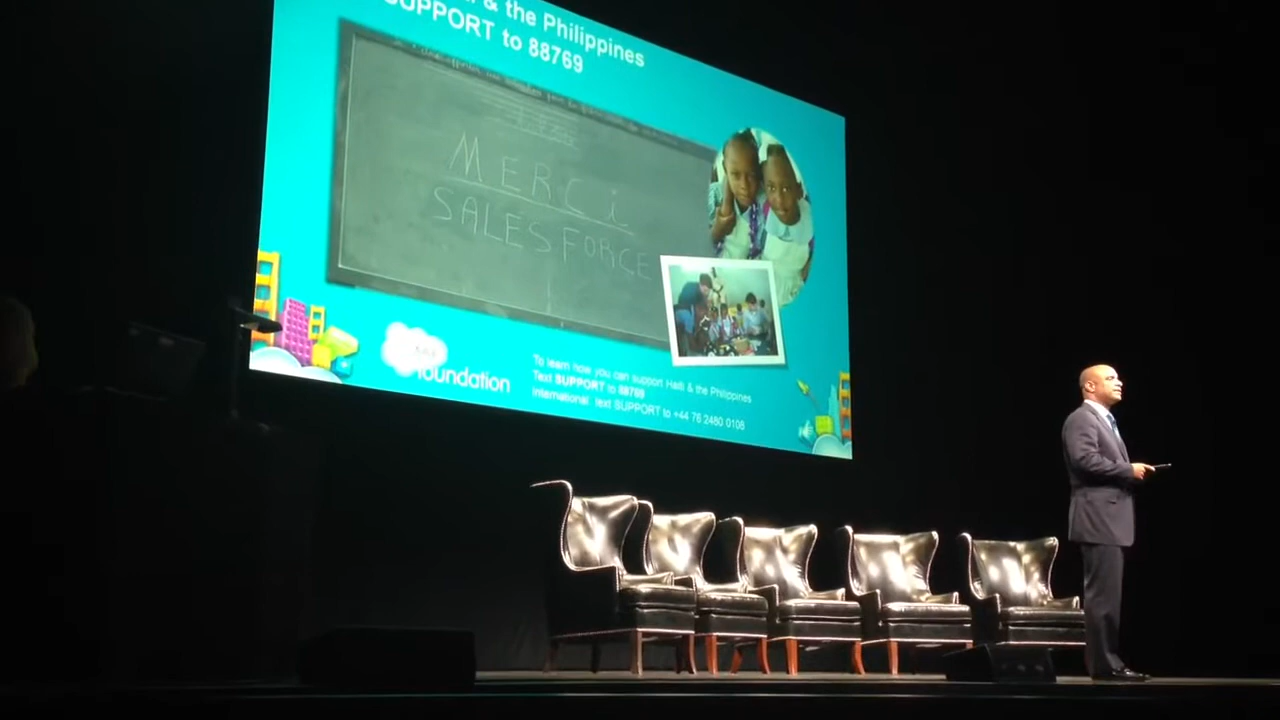 & the Philippines
SUPPORT to 88769
MERCi
SALESFORCE
foundation
To learn how you can support Haiti & the Philippines
Text SUPPORT to 88769
International text SUPPORT to +44 76 2480 0108